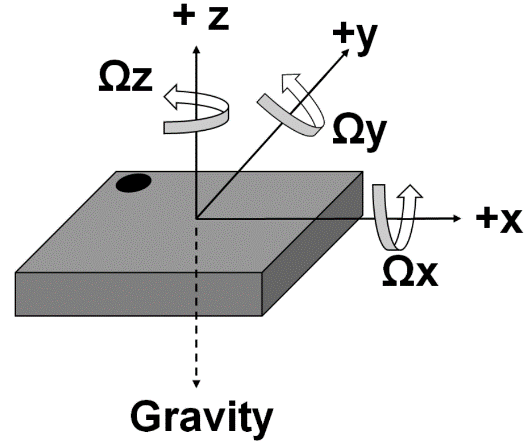 + z
+y
Ωz
Ωy
+x
Ωx
Gravity